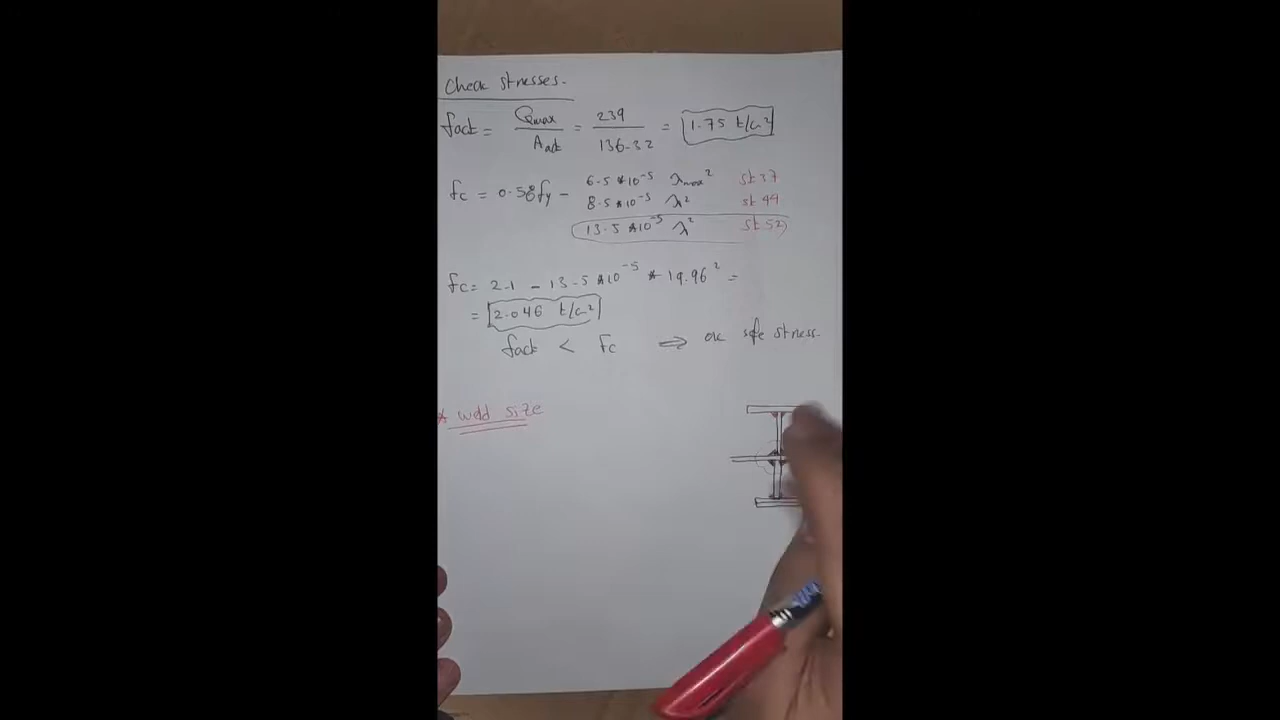 Check stresses.
fact = Qmax / Aact = 239 / 136.32 = 1.75 t/cm²
fc = 0.58fy - 6.5*10^-5 λmax² st 37
8.5*10^-5 λ² st 44
13.5*10^-5 λ² st 52
fc = 2.1 - 13.5*10^-5 * 19.96² =
= 2.046 t/cm²
fact < Fc ⇒ ok safe stress.
* weld size